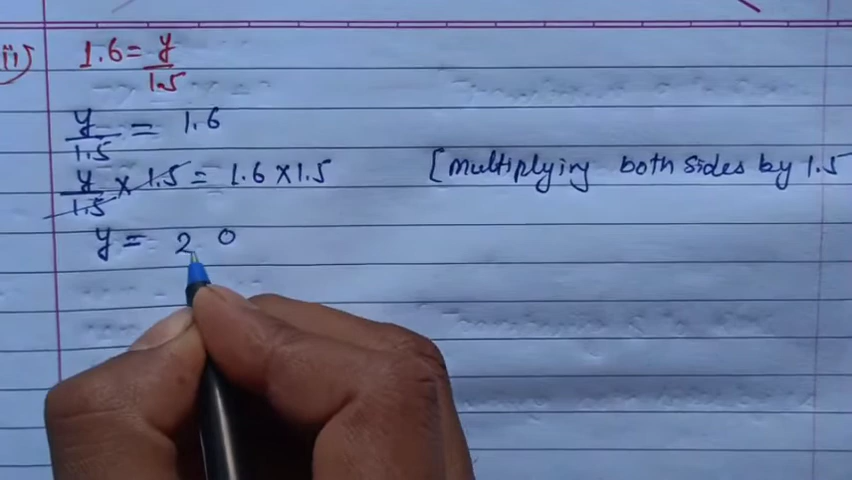 ii) 1.6 = y/1.5
y/1.5 = 1.6
y/1.5 × 1.5 = 1.6 × 1.5 [multiplying both sides by 1.5
y = 2 0